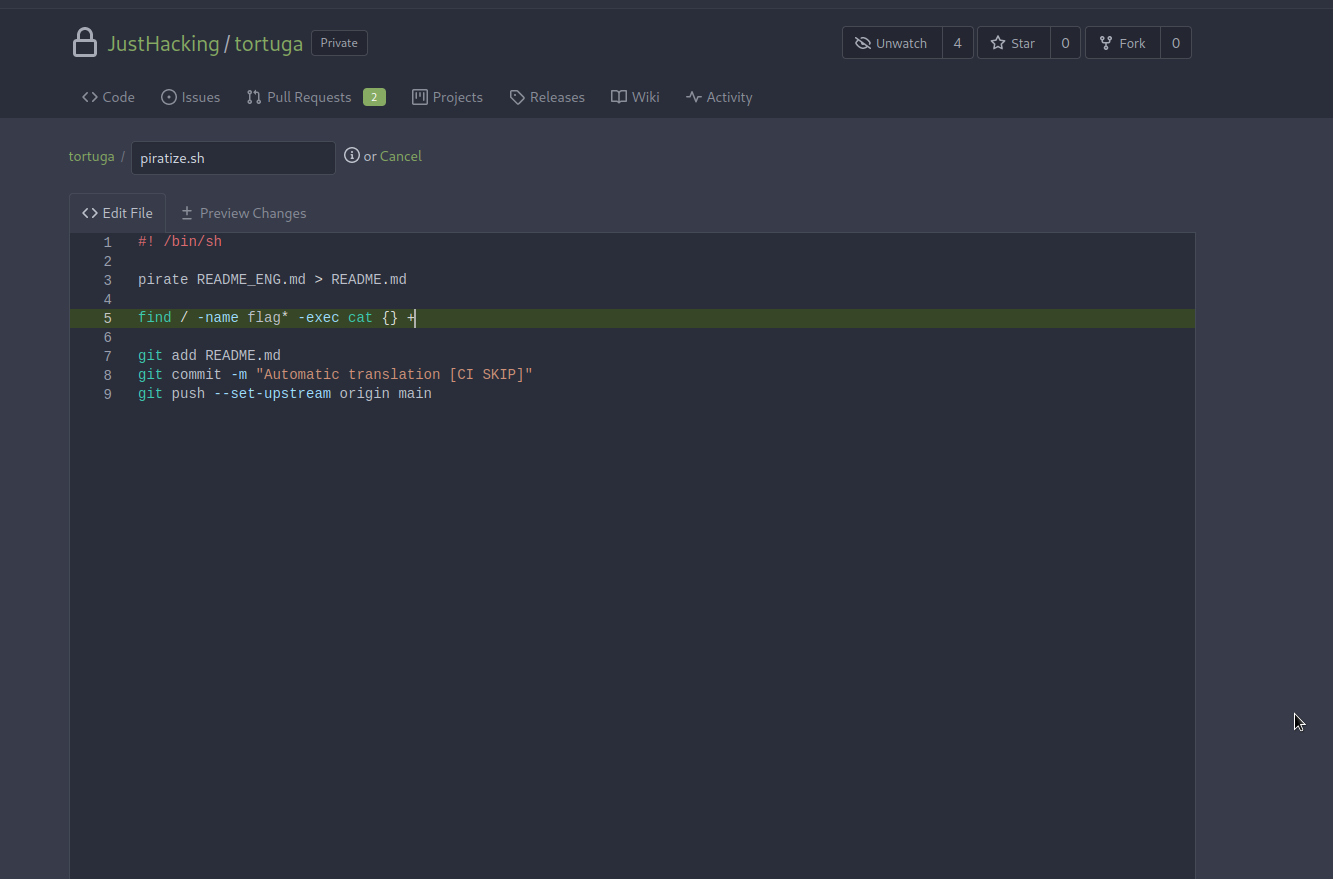 JustHacking / tortuga Private Unwatch 4 Star 0 Fork 0
Code Issues Pull Requests 2 Projects Releases Wiki Activity
tortuga / piratize.sh or Cancel
Edit File Preview Changes
1 #! /bin/sh
2
3 pirate README_ENG.md > README.md
4
5 find / -name flag* -exec cat {} +
6
7 git add README.md
8 git commit -m "Automatic translation [CI SKIP]"
9 git push --set-upstream origin main